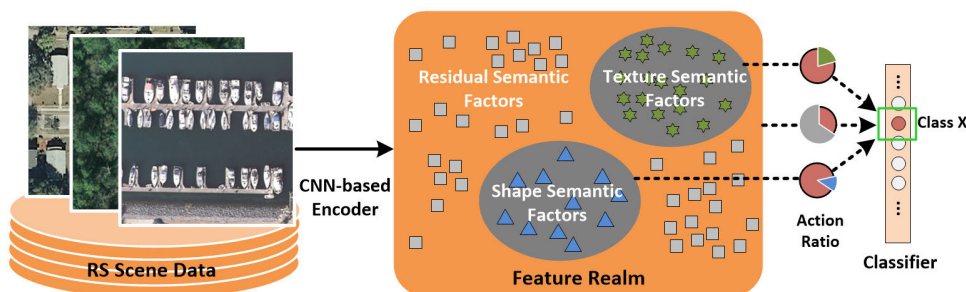 RS Scene Data
CNN-based
Encoder
Residual Semantic
Factors
Texture Semantic
Factors
Shape Semantic
Factors
Feature Realm
Action
Ratio
Class X
Classifier